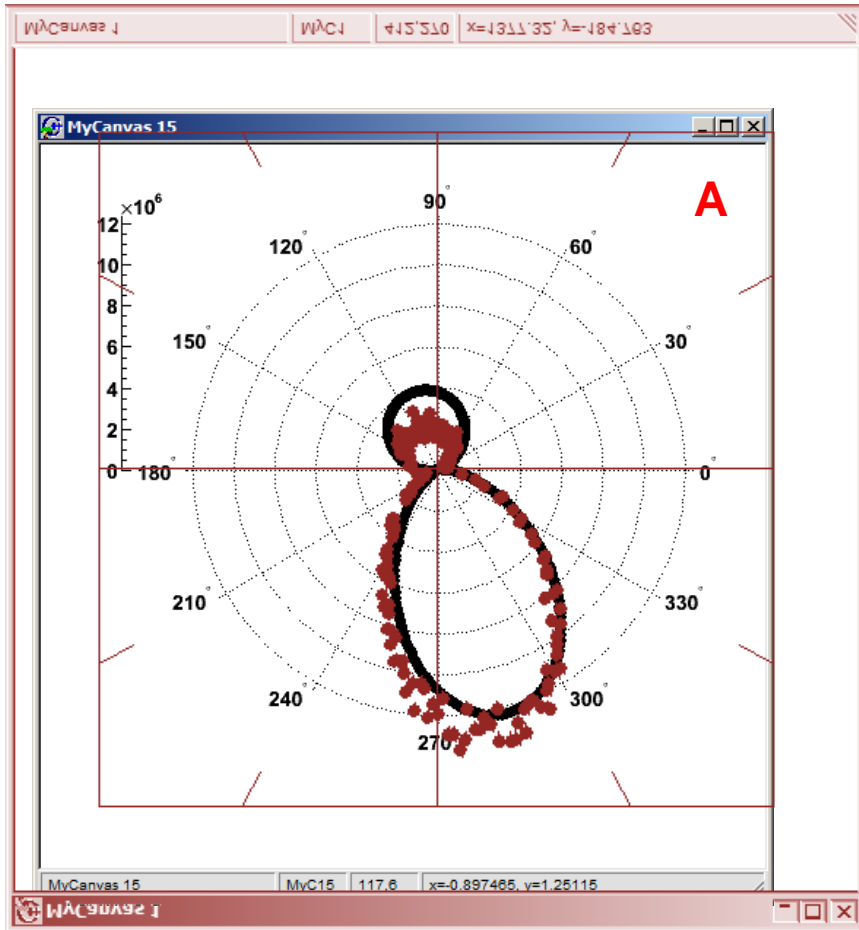 MyCanvas 1 MyC1 412,270 x=1377.32, y=-184.763
MyCanvas 15
A
×10⁶
90°
12
120° 60°
10
8
150° 30°
6
4
2
0 180° 0°
210° 330°
240° 300°
270
MyCanvas 15 MyC15 117,6 x=-0.897465, y=1.25115
MyCanvas 1